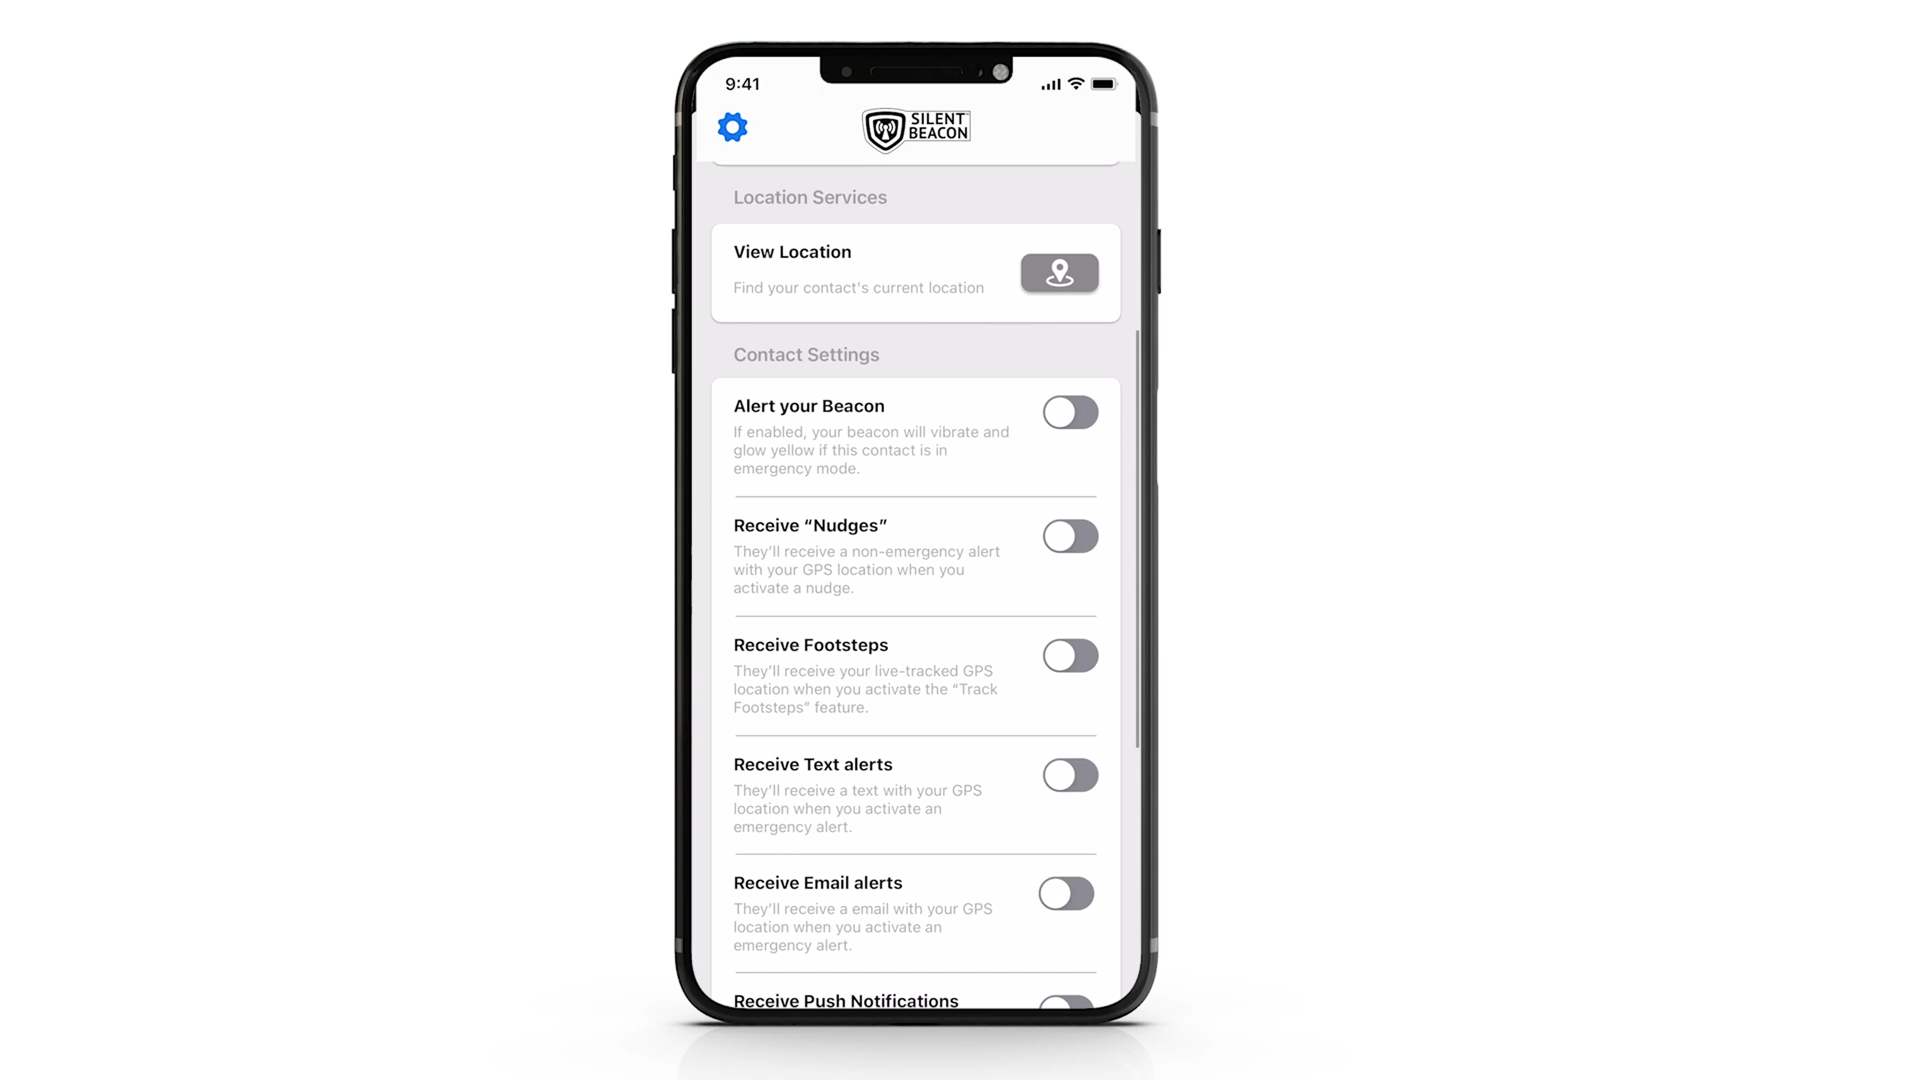 9:41
SILENT
BEACON
Location Services
View Location
Find your contact's current location
Contact Settings
Alert your Beacon
If enabled, your beacon will vibrate and
glow yellow if this contact is in
emergency mode.
Receive “Nudges”
They’ll receive a non-emergency alert
with your GPS location when you
activate a nudge.
Receive Footsteps
They’ll receive your live-tracked GPS
location when you activate the “Track
Footsteps” feature.
Receive Text alerts
They’ll receive a text with your GPS
location when you activate an
emergency alert.
Receive Email alerts
They’ll receive a email with your GPS
location when you activate an
emergency alert.
Receive Push Notifications